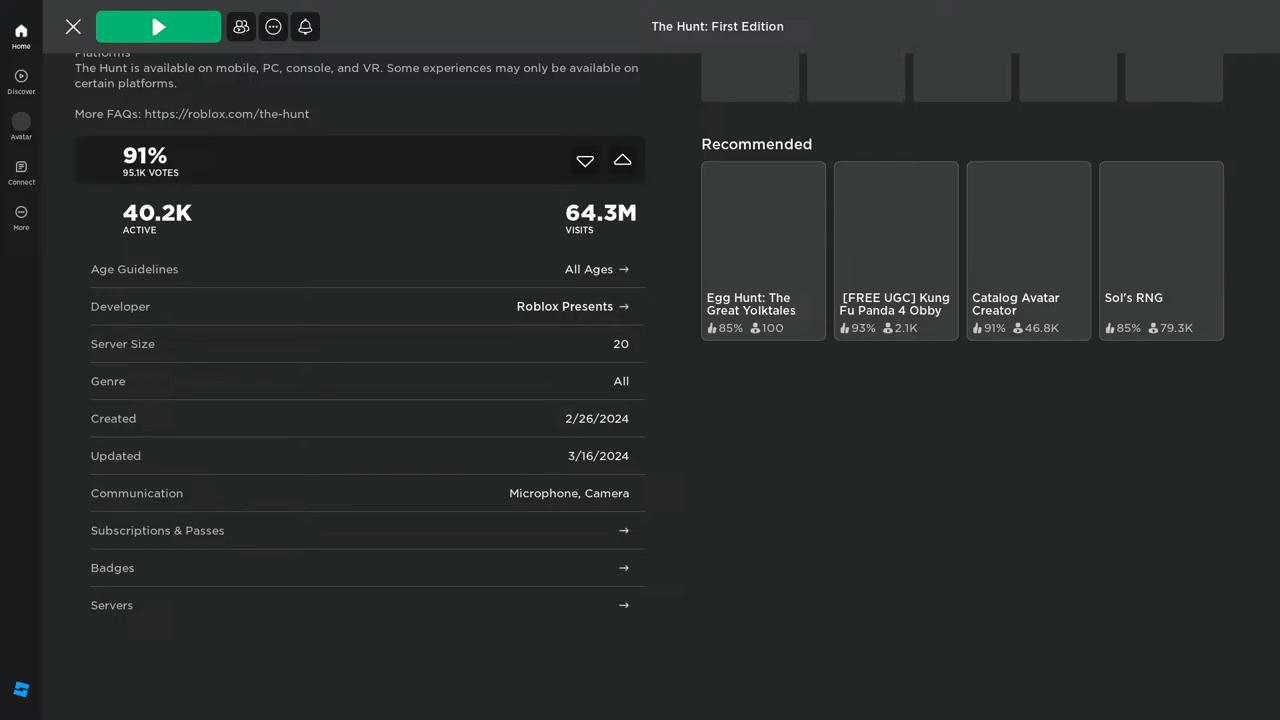 The Hunt: First Edition
Home
Discover
Avatar
Connect
More
Platforms
The Hunt is available on mobile, PC, console, and VR. Some experiences may only be available on
certain platforms.
More FAQs: https://roblox.com/the-hunt
91%
95.1K VOTES
40.2K
ACTIVE
64.3M
VISITS
Age Guidelines
All Ages →
Developer
Roblox Presents →
Server Size
20
Genre
All
Created
2/26/2024
Updated
3/16/2024
Communication
Microphone, Camera
Subscriptions & Passes →
Badges →
Servers →
Recommended
Egg Hunt: The
Great Yolktales
85% 100
[FREE UGC] Kung
Fu Panda 4 Obby
93% 2.1K
Catalog Avatar
Creator
91% 46.8K
Sol's RNG
85% 79.3K